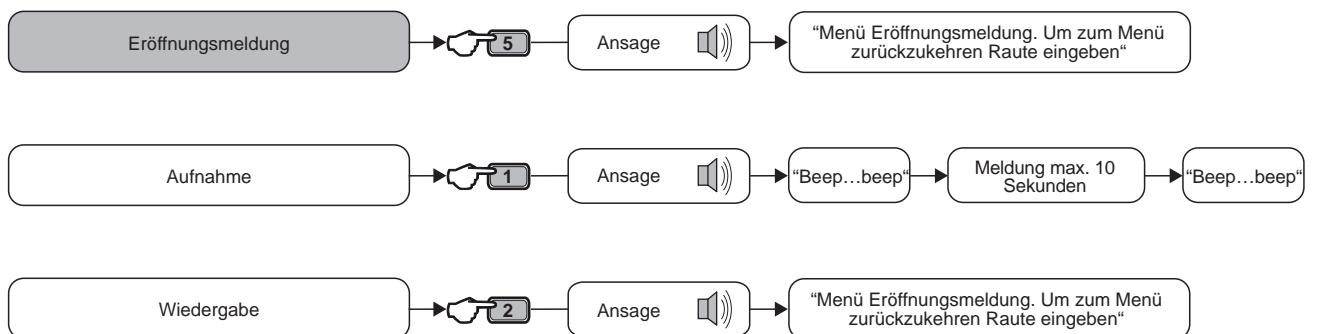 Eröffnungsmeldung
5
Ansage
“Menü Eröffnungsmeldung. Um zum Menü
zurückzukehren Raute eingeben“
Aufnahme
1
Ansage
“Beep…beep“
Meldung max. 10
Sekunden
“Beep…beep“
Wiedergabe
2
Ansage
“Menü Eröffnungsmeldung. Um zum Menü
zurückzukehren Raute eingeben“